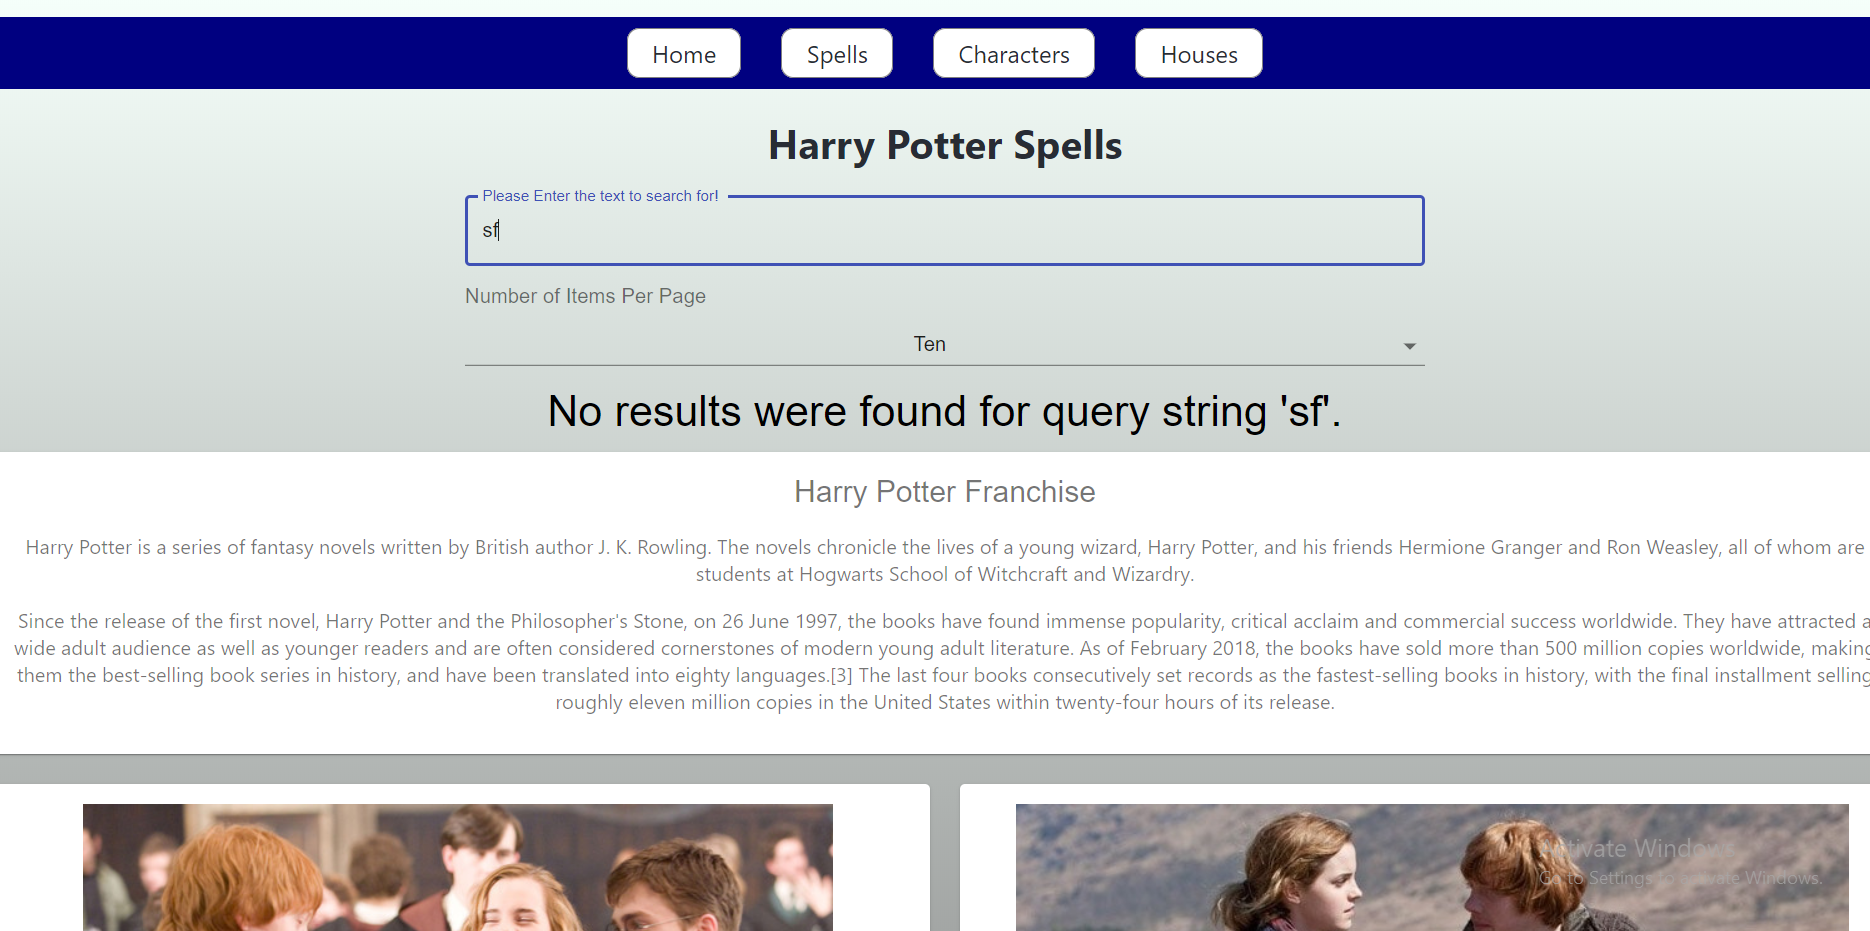 Home Spells Characters Houses
Harry Potter Spells
Please Enter the text to search for!
sf
Number of Items Per Page
Ten
No results were found for query string 'sf'.
Harry Potter Franchise
Harry Potter is a series of fantasy novels written by British author J. K. Rowling. The novels chronicle the lives of a young wizard, Harry Potter, and his friends Hermione Granger and Ron Weasley, all of whom are
students at Hogwarts School of Witchcraft and Wizardry.
Since the release of the first novel, Harry Potter and the Philosopher's Stone, on 26 June 1997, the books have found immense popularity, critical acclaim and commercial success worldwide. They have attracted a
wide adult audience as well as younger readers and are often considered cornerstones of modern young adult literature. As of February 2018, the books have sold more than 500 million copies worldwide, making
them the best-selling book series in history, and have been translated into eighty languages.[3] The last four books consecutively set records as the fastest-selling books in history, with the final installment selling
roughly eleven million copies in the United States within twenty-four hours of its release.
Activate Windows
Go to Settings to activate Windows.